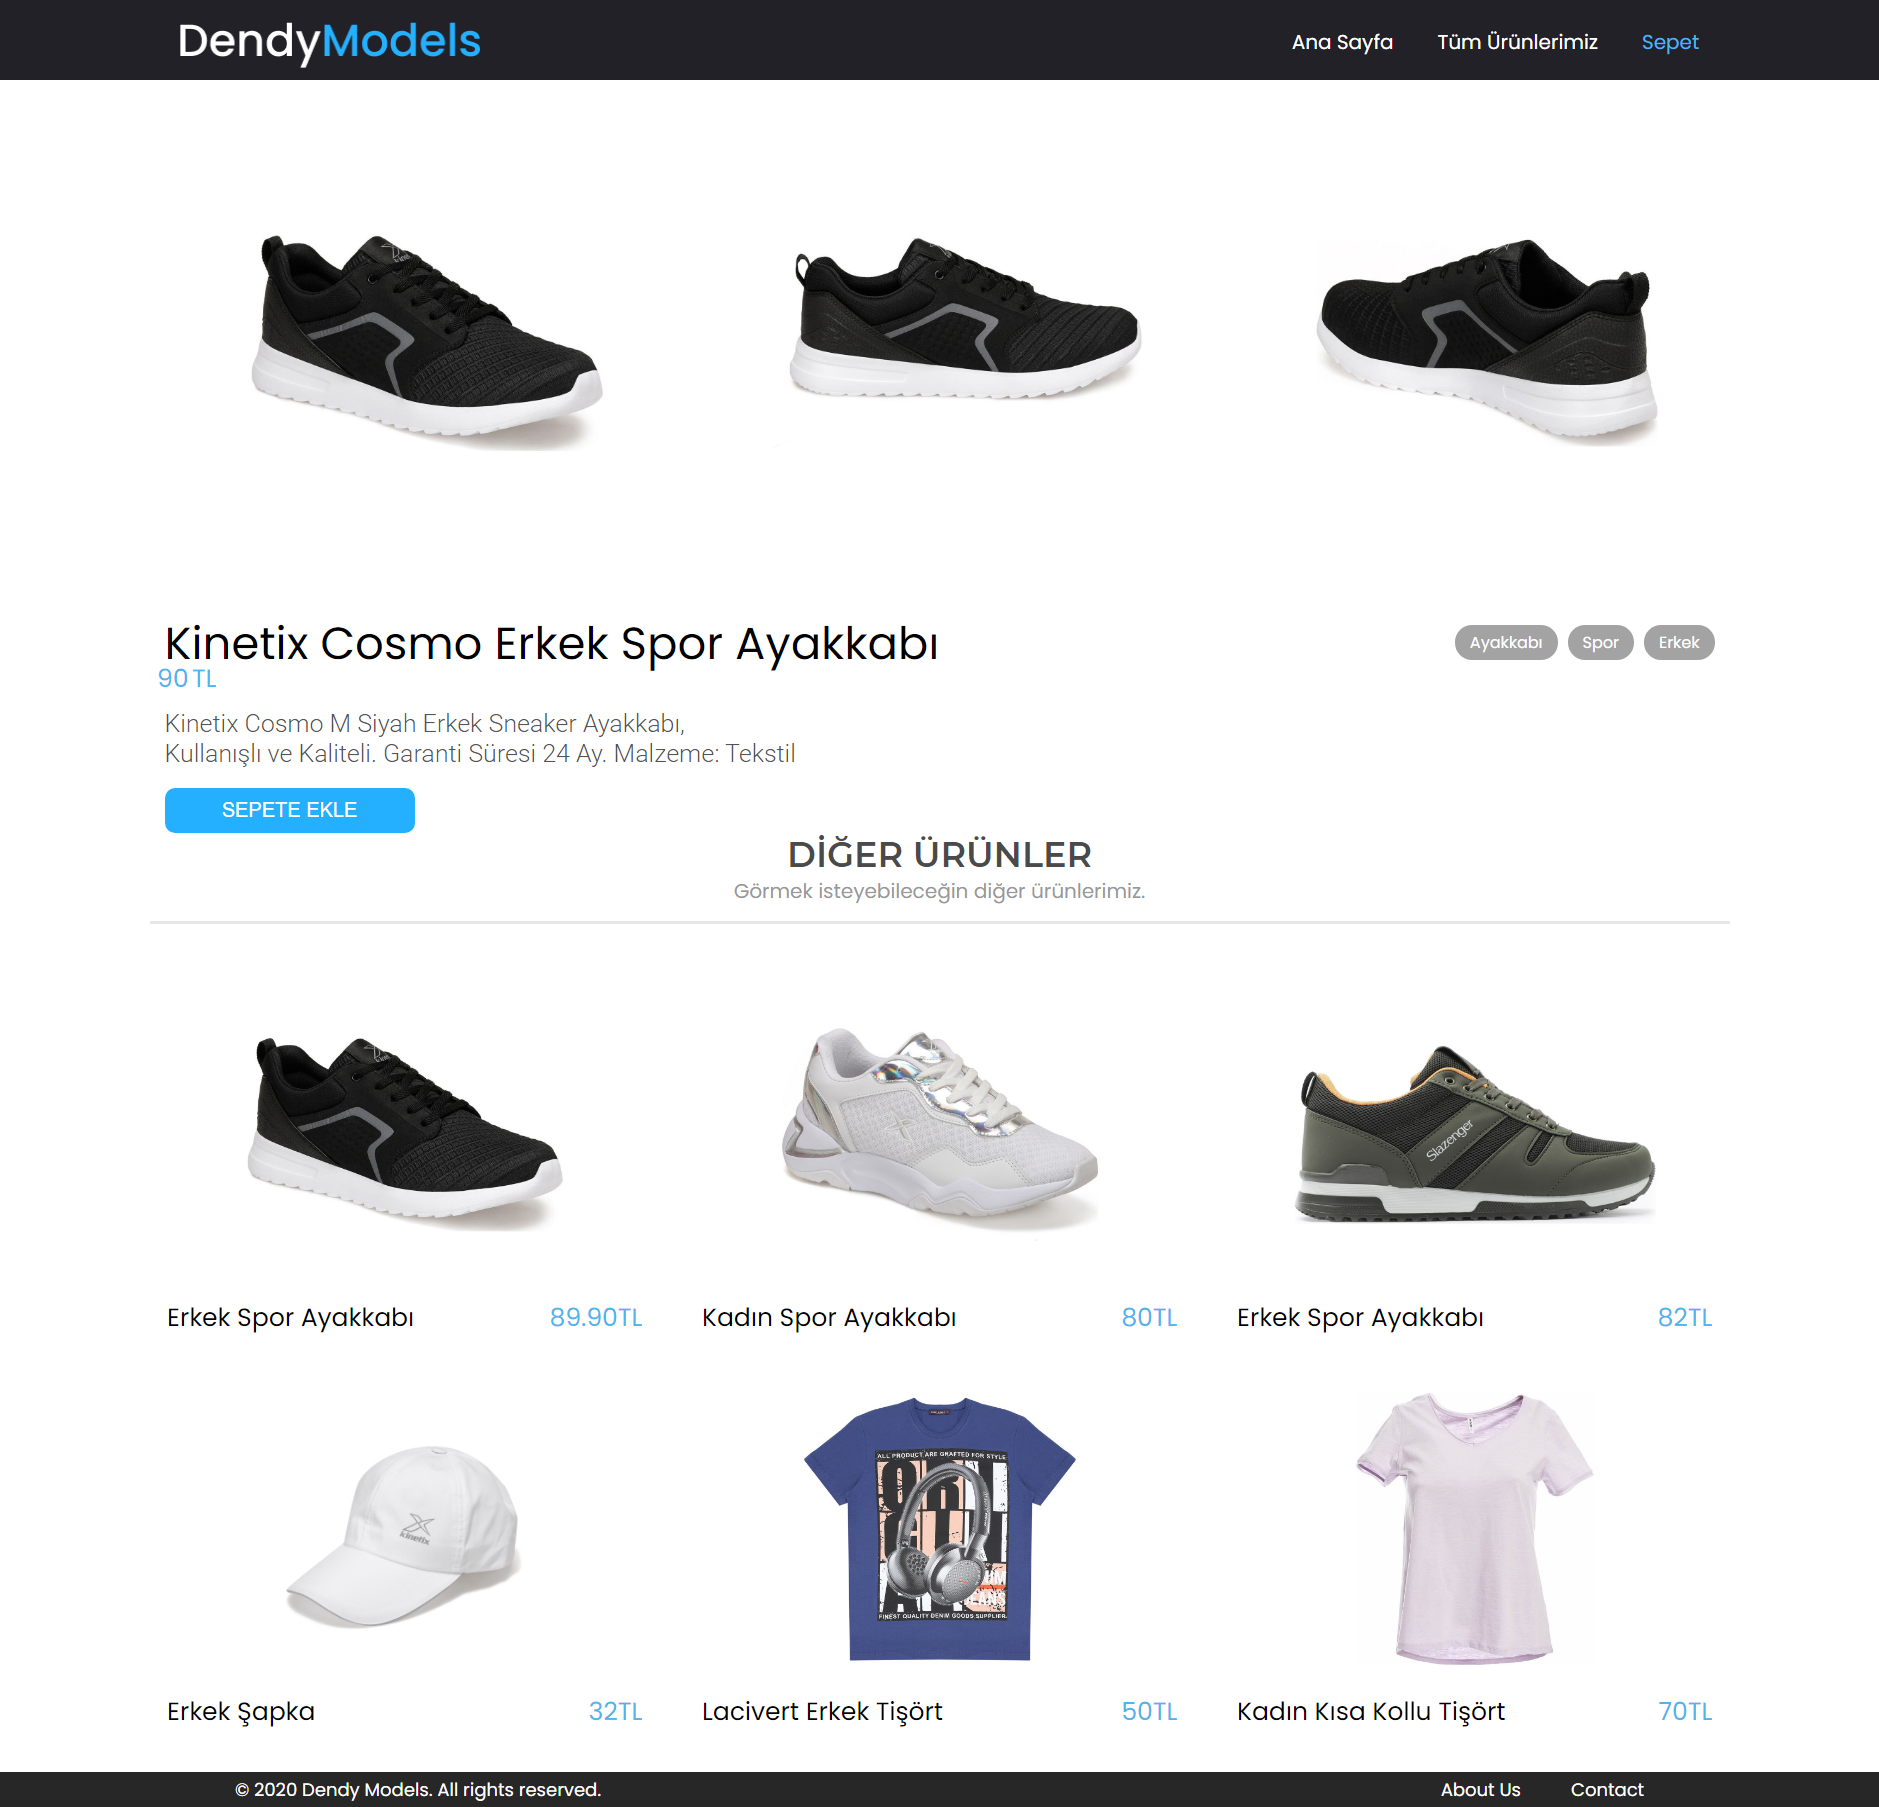 DendyModels
Ana Sayfa Tüm Ürünlerimiz Sepet
Kinetix Cosmo Erkek Spor Ayakkabı
Ayakkabı Spor Erkek
90 TL
Kinetix Cosmo M Siyah Erkek Sneaker Ayakkabı,
Kullanışlı ve Kaliteli. Garanti Süresi 24 Ay. Malzeme: Tekstil
SEPETE EKLE
DİĞER ÜRÜNLER
Görmek isteyebileceğin diğer ürünlerimiz.
Slazenger
Erkek Spor Ayakkabı 89.90TL
Kadın Spor Ayakkabı 80TL
Erkek Spor Ayakkabı 82TL
kinetix
ALL PRODUCT ARE GRAFTED FOR STYLE
FINEST QUALITY DENIM GOODS SUPPLIER.
Erkek Şapka 32TL
Lacivert Erkek Tişört 50TL
Kadın Kısa Kollu Tişört 70TL
© 2020 Dendy Models. All rights reserved.
About Us Contact